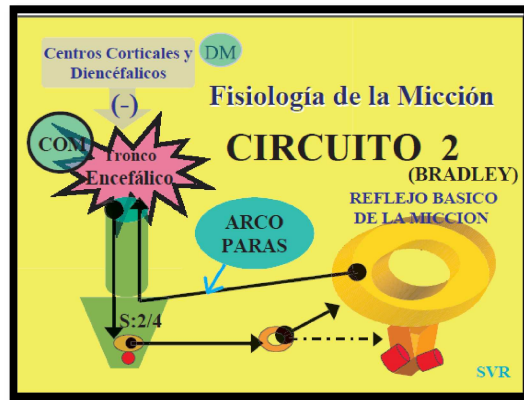 Centros Corticales y
Diencéfalicos
DM
(-)
Fisiología de la Micción
COM
Tronco
Encefálico
CIRCUITO 2
(BRADLEY)
REFLEJO BASICO
DE LA MICCION
ARCO
PARAS
S:2/4
SVR